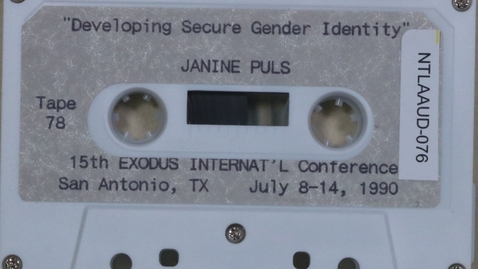 "Developing Secure Gender Identity"
JANINE PULS
Tape
78
15th EXODUS INTERNAT'L Conference
San Antonio, TX July 8-14, 1990
NTLAAUD-076